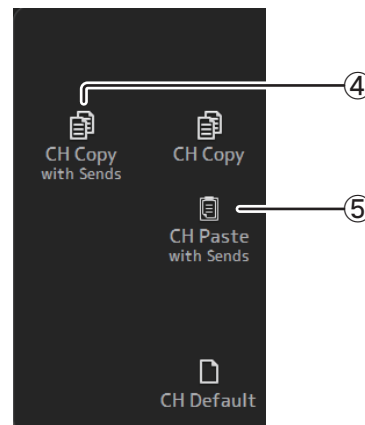 ④
CH Copy
with Sends
CH Copy
⑤
CH Paste
with Sends
CH Default